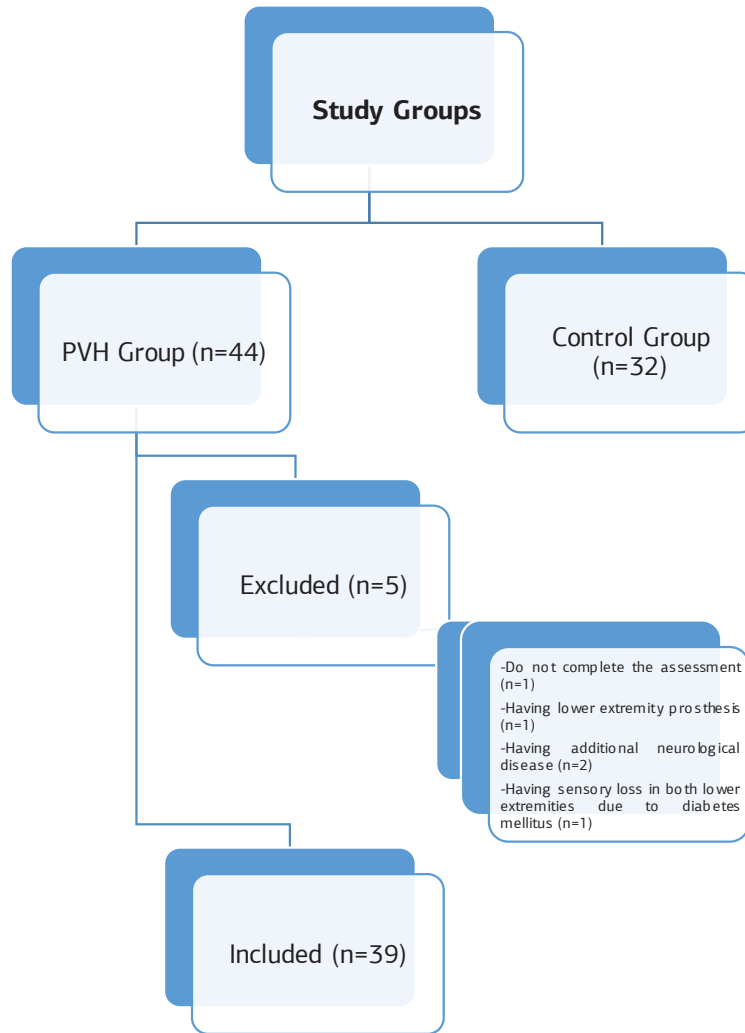 Study Groups
PVH Group (n=44)
Control Group
(n=32)
Excluded (n=5)
-Do not complete the assessment
(n=1)
-Having lower extremity prosthesis
(n=1)
-Having additional neurological
disease (n=2)
-Having sensory loss in both lower
extremities due to diabetes
mellitus (n=1)
Included (n=39)